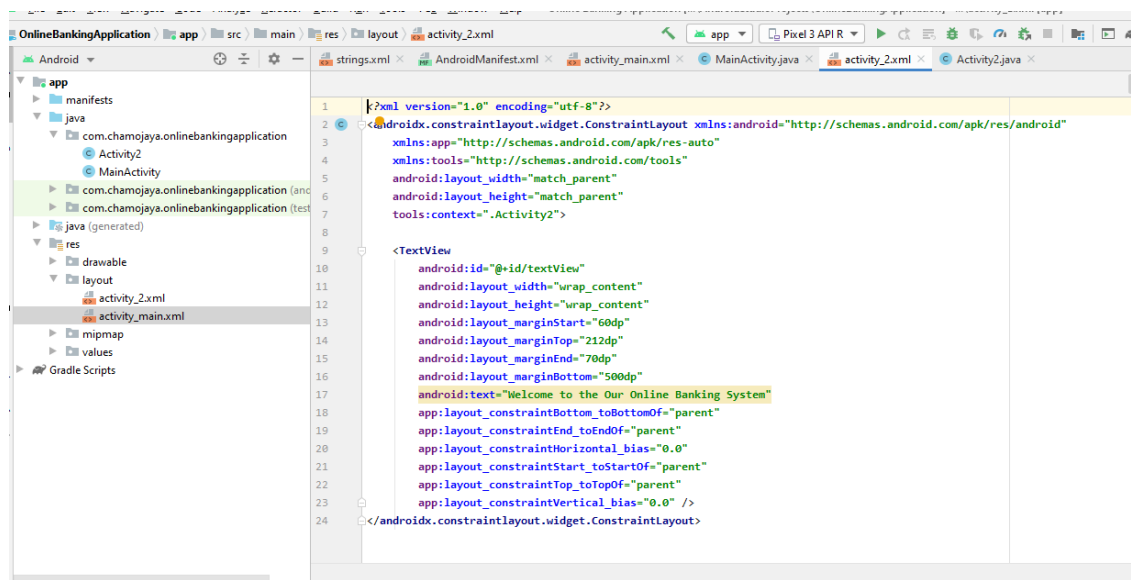 OnlineBankingApplication app src main res layout activity_2.xml app Pixel 3 API R
Android strings.xml AndroidManifest.xml activity_main.xml MainActivity.java activity_2.xml Activity2.java
app
manifests
java
com.chamojaya.onlinebankingapplication
Activity2
MainActivity
com.chamojaya.onlinebankingapplication (anc
com.chamojaya.onlinebankingapplication (test
java (generated)
res
drawable
layout
activity_2.xml
activity_main.xml
mipmap
values
Gradle Scripts
1 <?xml version="1.0" encoding="utf-8"?>
2 <androidx.constraintlayout.widget.ConstraintLayout xmlns:android="http://schemas.android.com/apk/res/android"
3 xmlns:app="http://schemas.android.com/apk/res-auto"
4 xmlns:tools="http://schemas.android.com/tools"
5 android:layout_width="match_parent"
6 android:layout_height="match_parent"
7 tools:context=".Activity2">
8
9 <TextView
10 android:id="@+id/textView"
11 android:layout_width="wrap_content"
12 android:layout_height="wrap_content"
13 android:layout_marginStart="60dp"
14 android:layout_marginTop="212dp"
15 android:layout_marginEnd="70dp"
16 android:layout_marginBottom="500dp"
17 android:text="Welcome to the Our Online Banking System"
18 app:layout_constraintBottom_toBottomOf="parent"
19 app:layout_constraintEnd_toEndOf="parent"
20 app:layout_constraintHorizontal_bias="0.0"
21 app:layout_constraintStart_toStartOf="parent"
22 app:layout_constraintTop_toTopOf="parent"
23 app:layout_constraintVertical_bias="0.0" />
24 </androidx.constraintlayout.widget.ConstraintLayout>